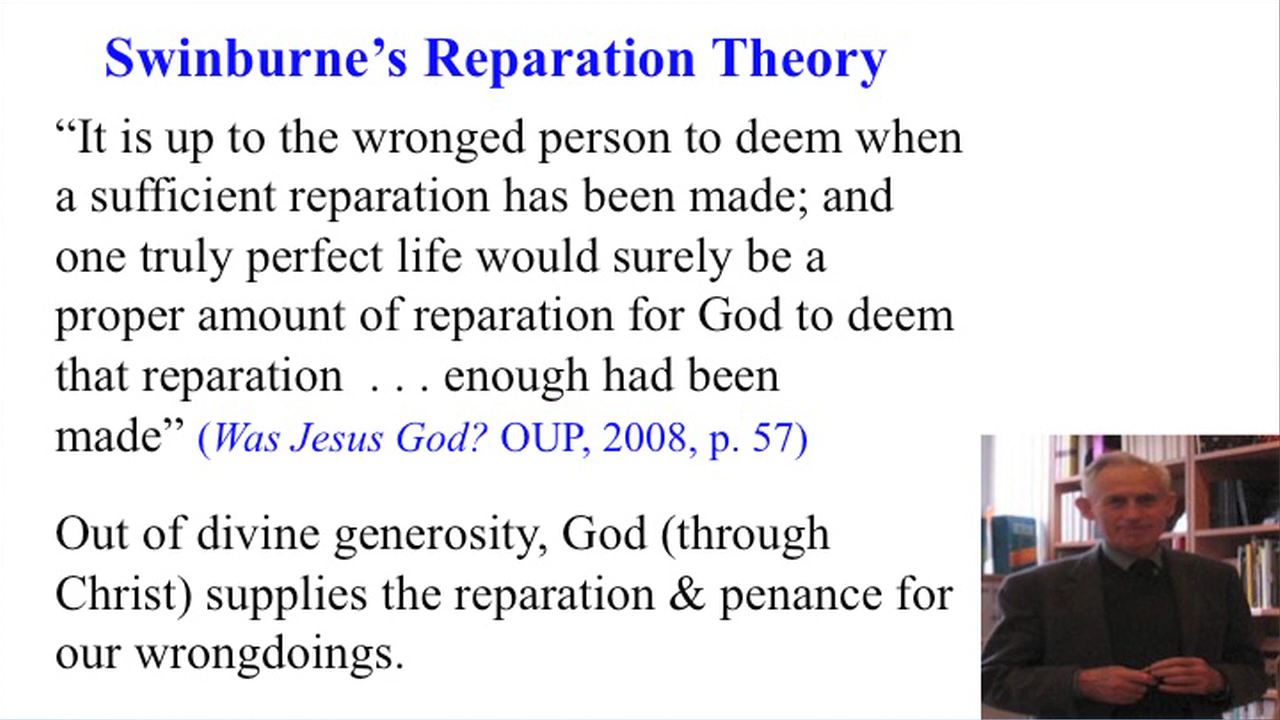 Swinburne’s Reparation Theory
“It is up to the wronged person to deem when
a sufficient reparation has been made; and
one truly perfect life would surely be a
proper amount of reparation for God to deem
that reparation . . . enough had been
made” (Was Jesus God? OUP, 2008, p. 57)
Out of divine generosity, God (through
Christ) supplies the reparation & penance for
our wrongdoings.